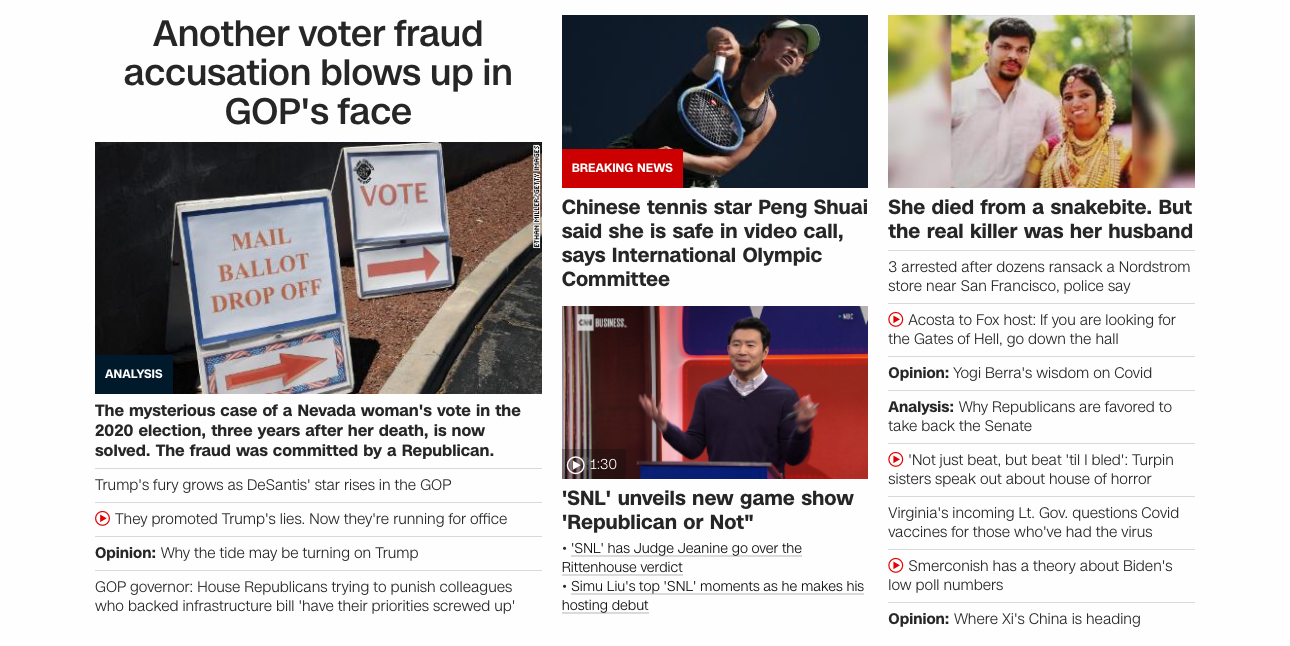 Another voter fraud
accusation blows up in
GOP's face
MAIL
BALLOT
DROP OFF
VOTE
ETHAN MILLER/GETTY IMAGES
ANALYSIS
The mysterious case of a Nevada woman's vote in the
2020 election, three years after her death, is now
solved. The fraud was committed by a Republican.
Trump's fury grows as DeSantis' star rises in the GOP
They promoted Trump's lies. Now they're running for office
Opinion: Why the tide may be turning on Trump
GOP governor: House Republicans trying to punish colleagues
who backed infrastructure bill 'have their priorities screwed up'
BREAKING NEWS
Chinese tennis star Peng Shuai
said she is safe in video call,
says International Olympic
Committee
CNN BUSINESS
NBC
1:30
'SNL' unveils new game show
'Republican or Not"
• 'SNL' has Judge Jeanine go over the
Rittenhouse verdict
• Simu Liu's top 'SNL' moments as he makes his
hosting debut
She died from a snakebite. But
the real killer was her husband
3 arrested after dozens ransack a Nordstrom
store near San Francisco, police say
Acosta to Fox host: If you are looking for
the Gates of Hell, go down the hall
Opinion: Yogi Berra's wisdom on Covid
Analysis: Why Republicans are favored to
take back the Senate
'Not just beat, but beat 'til I bled': Turpin
sisters speak out about house of horror
Virginia's incoming Lt. Gov. questions Covid
vaccines for those who've had the virus
Smerconish has a theory about Biden's
low poll numbers
Opinion: Where Xi's China is heading